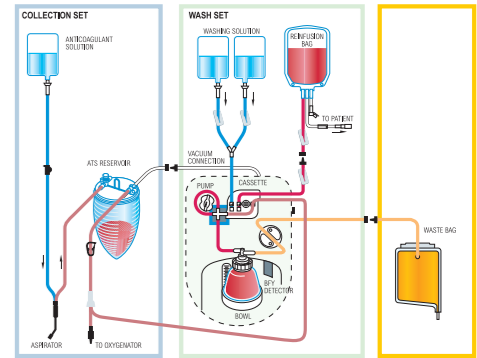 COLLECTION SET
WASH SET
ANTICOAGULANT
SOLUTION
WASHING SOLUTION
REINFUSION
BAG
TO PATIENT
VACUUM
CONNECTION
ATS RESERVOIR
CASSETTE
PUMP
WASTE BAG
BFY
DETECTOR
BOWL
ASPIRATOR
TO OXYGENATOR